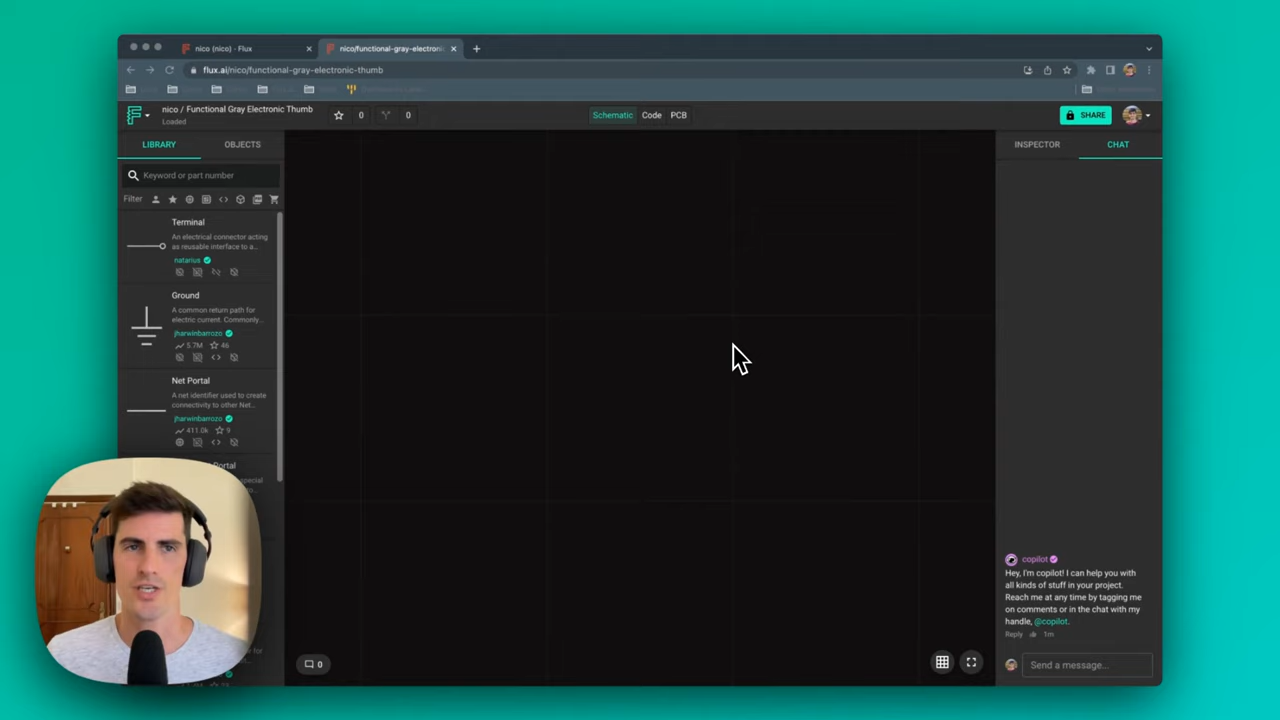 nico (nico) · Flux
nico/functional-gray-electroni
flux.ai/nico/functional-gray-electronic-thumb
nico / Functional Gray Electronic Thumb
Loaded
0
0
Schematic
Code
PCB
SHARE
LIBRARY
OBJECTS
INSPECTOR
CHAT
Keyword or part number
Filter
Terminal
An electrical connector acting
as reusable interface to a...
natarius
Ground
A common return path for
electric current. Commonly...
jharwinbarrozo
5.7M
46
Net Portal
A net identifier used to create
connectivity to other Net...
jharwinbarrozo
411.0k
9
copilot
Hey, I'm copilot! I can help you with
all kinds of stuff in your project.
Reach me at any time by tagging me
on comments or in the chat with my
handle, @copilot.
Reply
1m
0
Send a message...